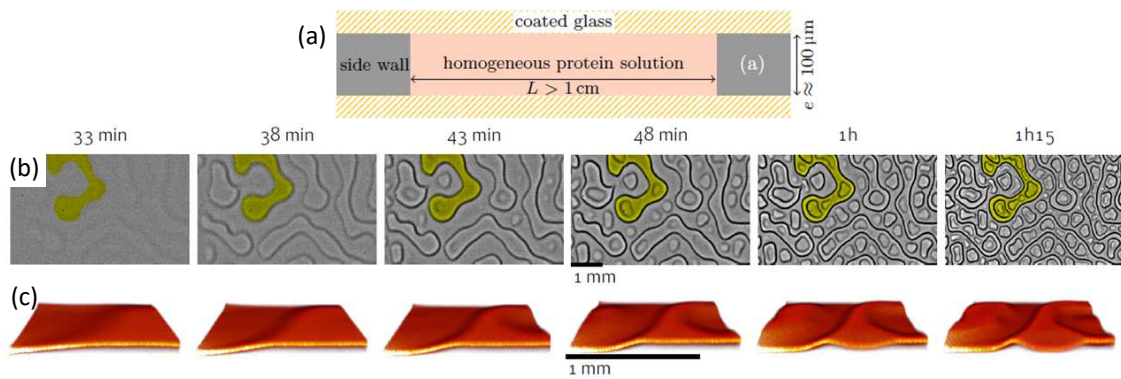 (a)
coated glass
side wall
homogeneous protein solution
(a)
L > 1 cm
e ≈ 100 μm
33 min
38 min
43 min
48 min
1h
1h15
(b)
1 mm
(c)
1 mm